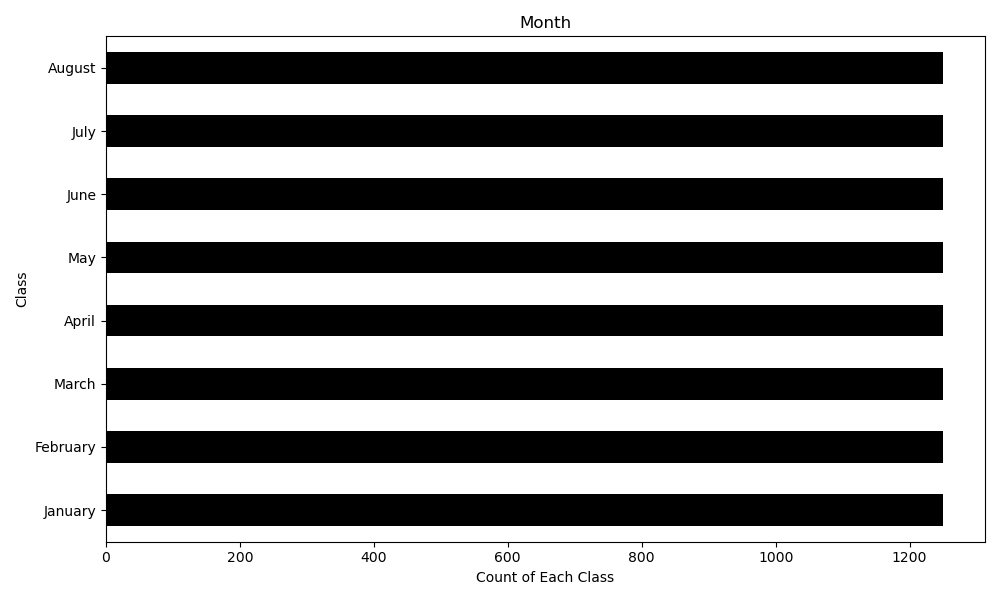 Month
August
July
June
May
April
March
February
January
Class
0 200 400 600 800 1000 1200
Count of Each Class